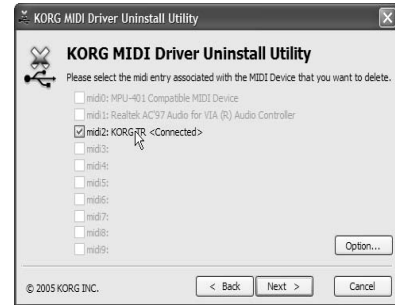 KORG MIDI Driver Uninstall Utility
KORG MIDI Driver Uninstall Utility
Please select the midi entry associated with the MIDI Device that you want to delete.
midi0: MPU-401 Compatible MIDI Device
midi1: Realtek AC'97 Audio for VIA (R) Audio Controller
midi2: KORG TR <Connected>
midi3:
midi4:
midi5:
midi6:
midi7:
midi8:
midi9:
Option...
© 2005 KORG INC.
< Back
Next >
Cancel